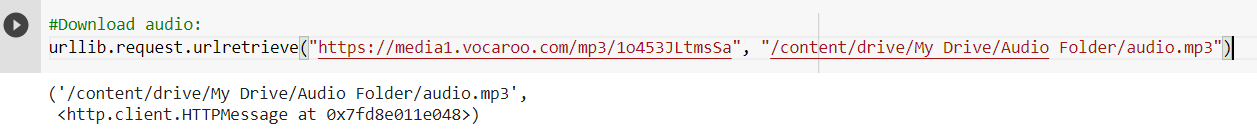 #Download audio:
urllib.request.urlretrieve("https://media1.vocaroo.com/mp3/1o453JLtmsSa", "/content/drive/My Drive/Audio Folder/audio.mp3")
('/content/drive/My Drive/Audio Folder/audio.mp3',
 <http.client.HTTPMessage at 0x7fd8e011e048>)